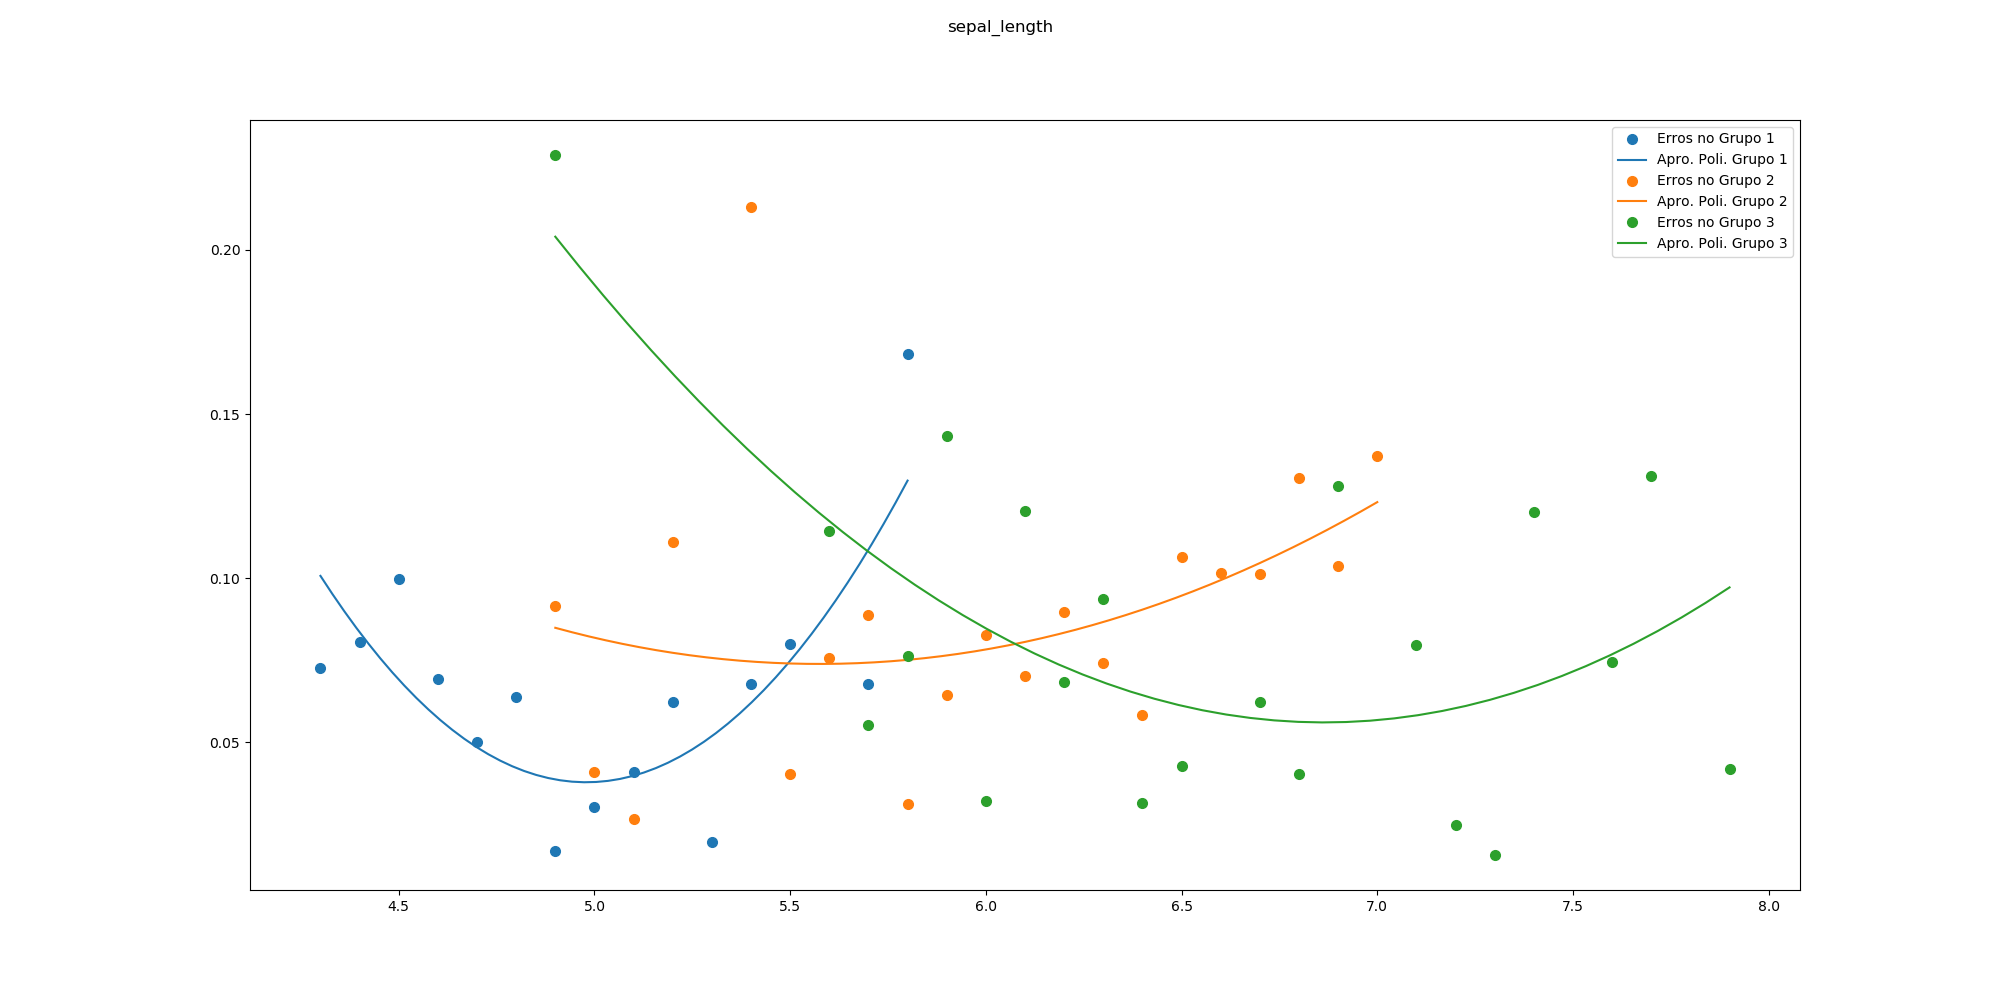 sepal_length
Erros no Grupo 1
Apro. Poli. Grupo 1
Erros no Grupo 2
Apro. Poli. Grupo 2
Erros no Grupo 3
Apro. Poli. Grupo 3
0.20
0.15
0.10
0.05
4.5 5.0 5.5 6.0 6.5 7.0 7.5 8.0